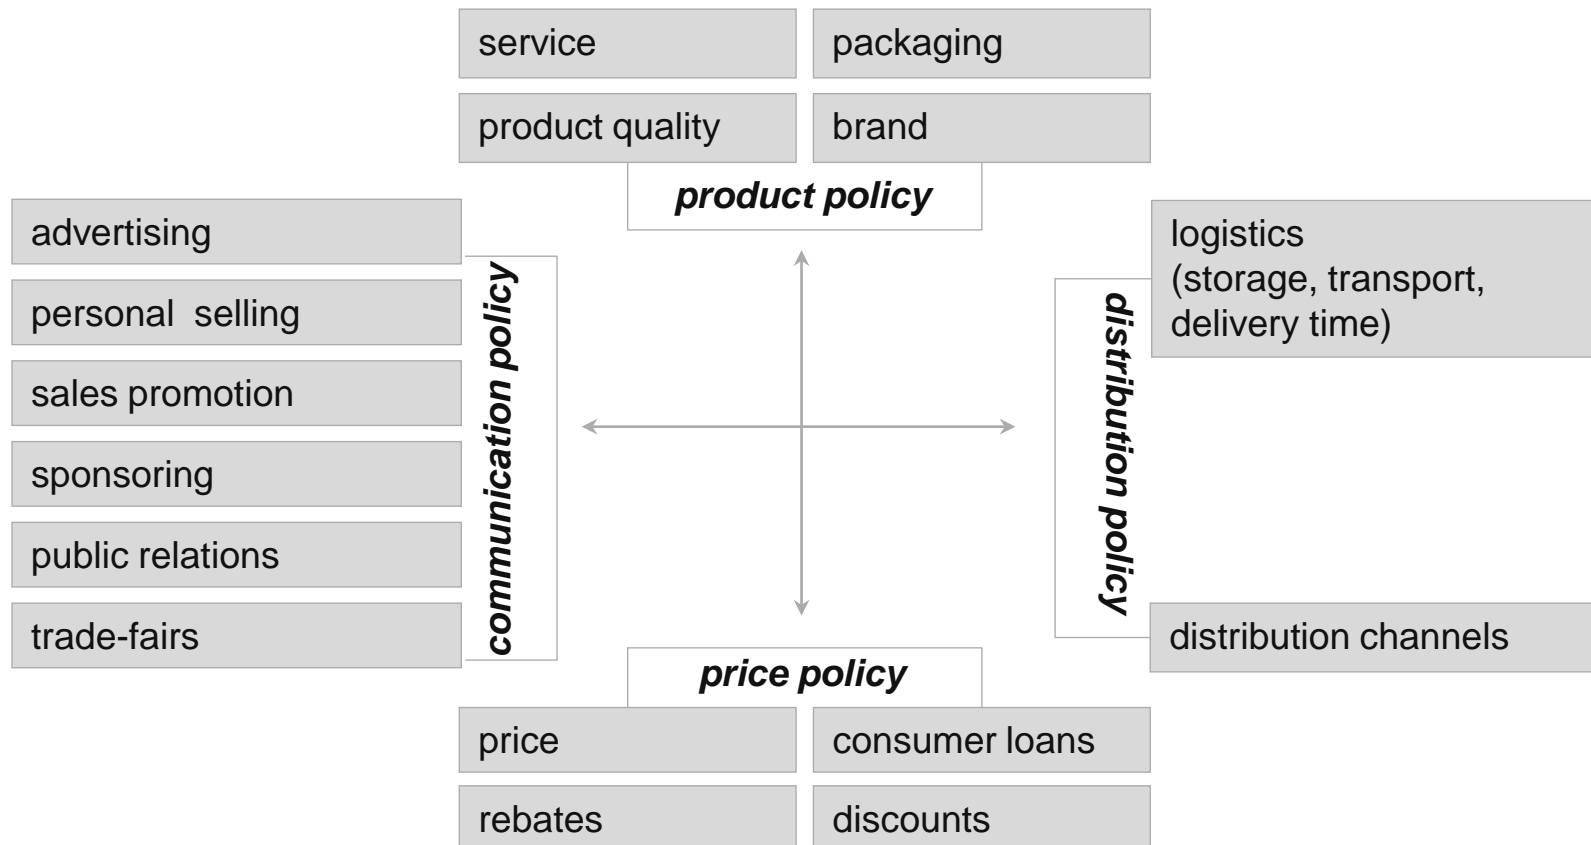 service
packaging
product quality
brand
product policy
advertising
personal  selling
sales promotion
sponsoring
public relations
trade-fairs
communication policy
distribution policy
logistics
(storage, transport,
delivery time)
distribution channels
price policy
price
consumer loans
rebates
discounts